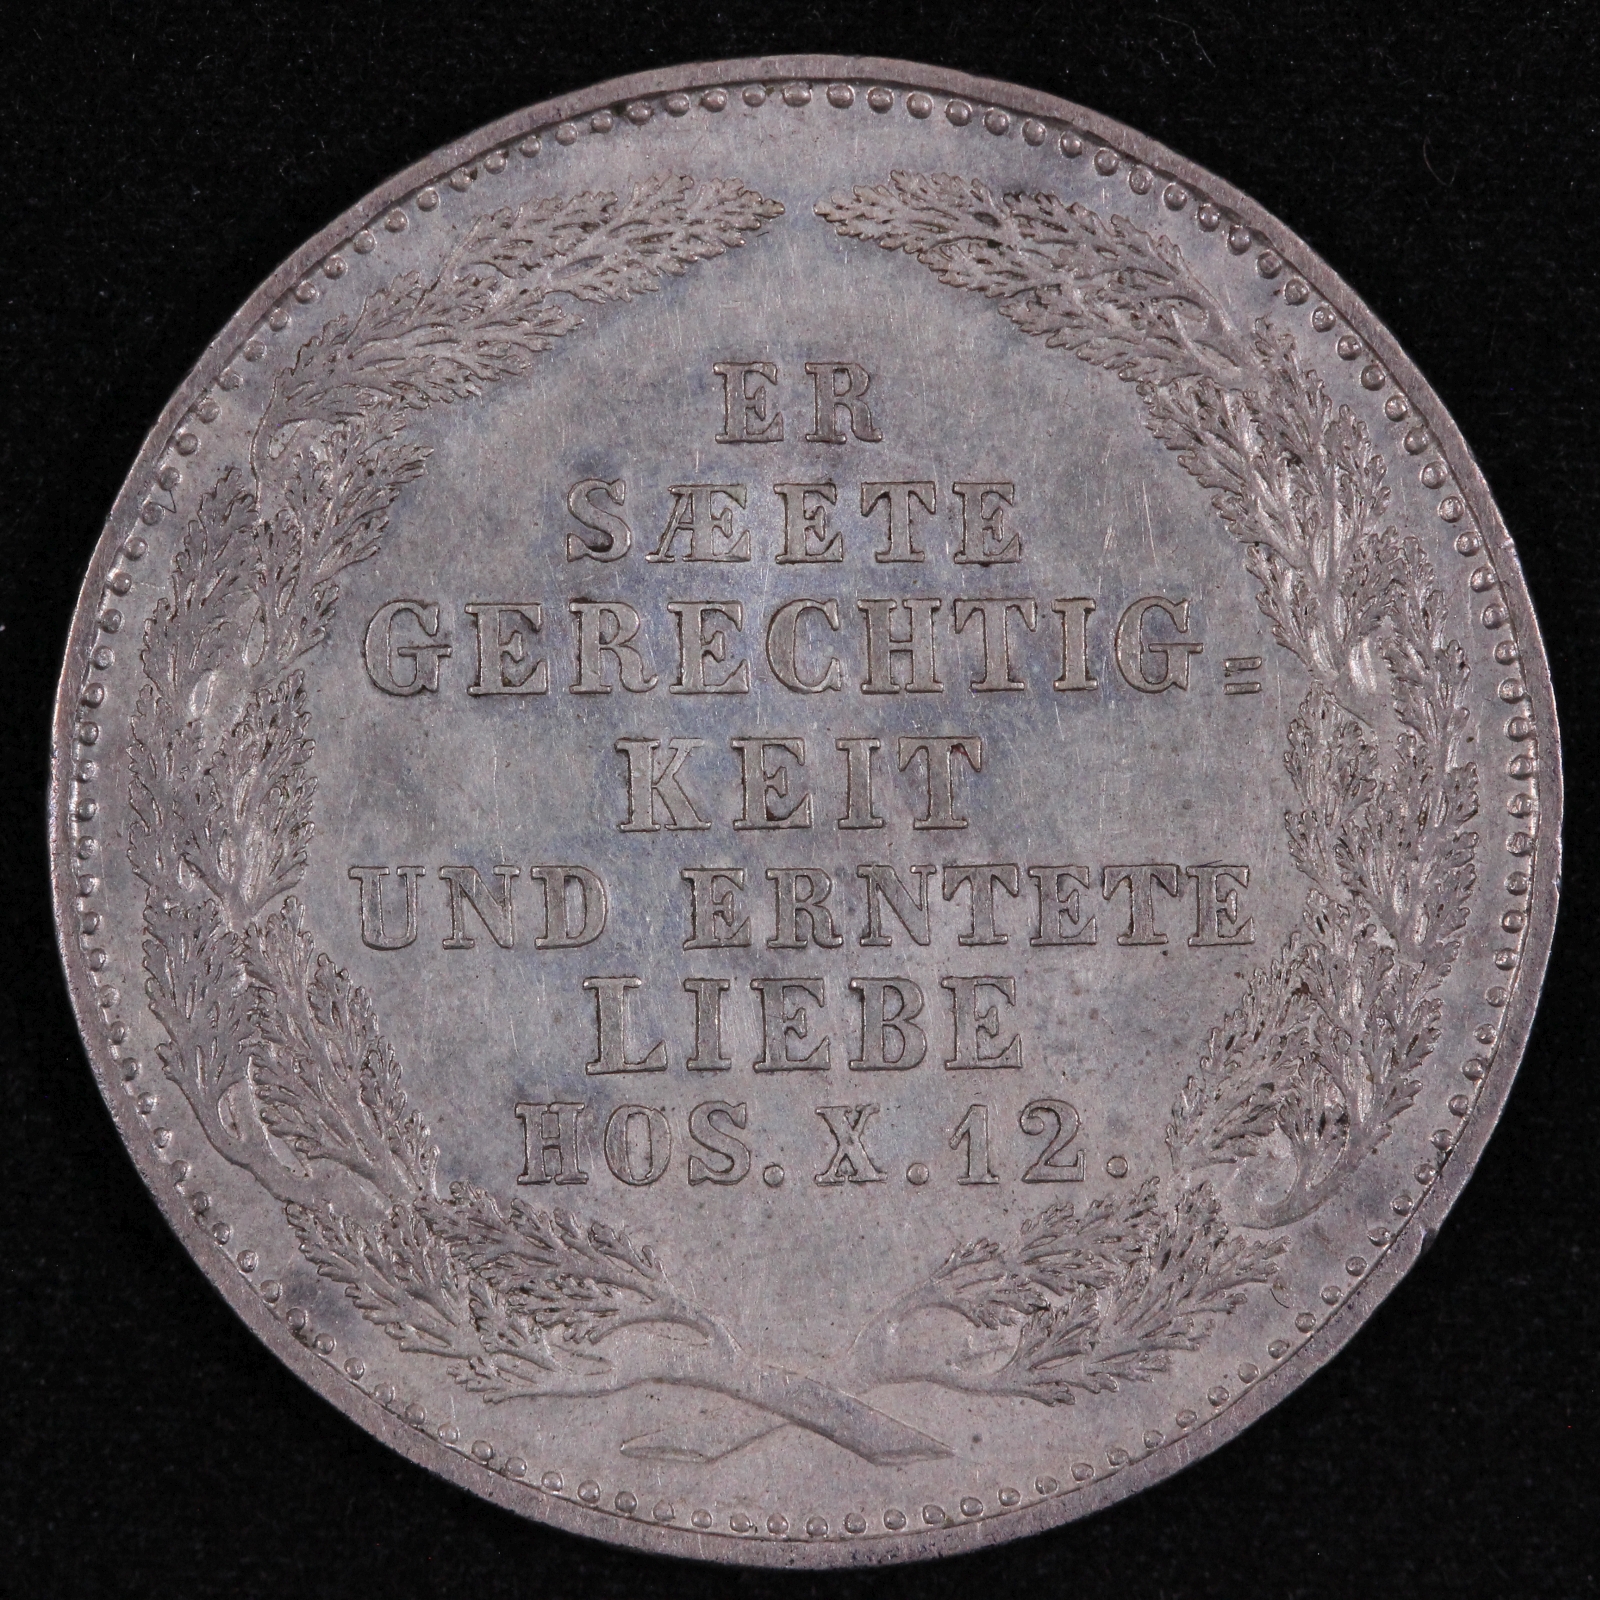 ER
SÆETE
GERECHTIG=
KEIT
UND ERNTETE
LIEBE
HOS. X. 12.